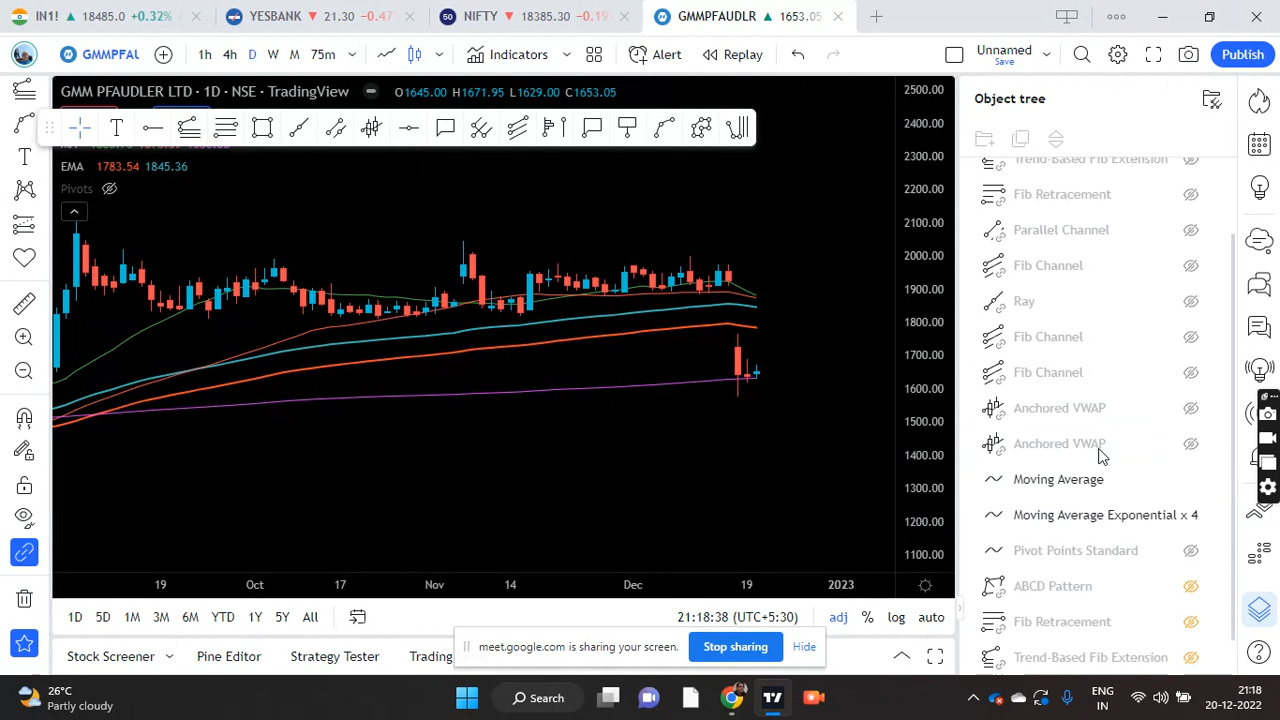 IN1! ▼ 18485.0 +0.32%
YESBANK ▼ 21.30 −0.47%
50 NIFTY ▼ 18385.30 −0.19%
GMMPFAUDLR ▲ 1653.05
GMMPFAU 1h 4h D W M 75m Indicators Alert Replay Unnamed Publish
Save
GMM PFAUDLER LTD · 1D · NSE · TradingView O1645.00 H1671.95 L1629.00 C1653.05
EMA 1783.54 1845.36
Pivots
2500.00
2400.00
2300.00
2200.00
2100.00
2000.00
1900.00
1800.00
1700.00
1600.00
1500.00
1400.00
1300.00
1200.00
1100.00
19 Oct 17 Nov 14 Dec 19 2023
1D 5D 1M 3M 6M YTD 1Y 5Y All 21:18:38 (UTC+5:30) adj % log auto
Stock Screener Pine Editor Strategy Tester Trading
meet.google.com is sharing your screen. Stop sharing Hide
Object tree
Trend-Based Fib Extension
Fib Retracement
Parallel Channel
Fib Channel
Ray
Fib Channel
Fib Channel
Anchored VWAP
Anchored VWAP
Moving Average
Moving Average Exponential x 4
Pivot Points Standard
ABCD Pattern
Fib Retracement
Trend-Based Fib Extension
26°C
Partly cloudy
Search
ENG
IN
21:18
20-12-2022